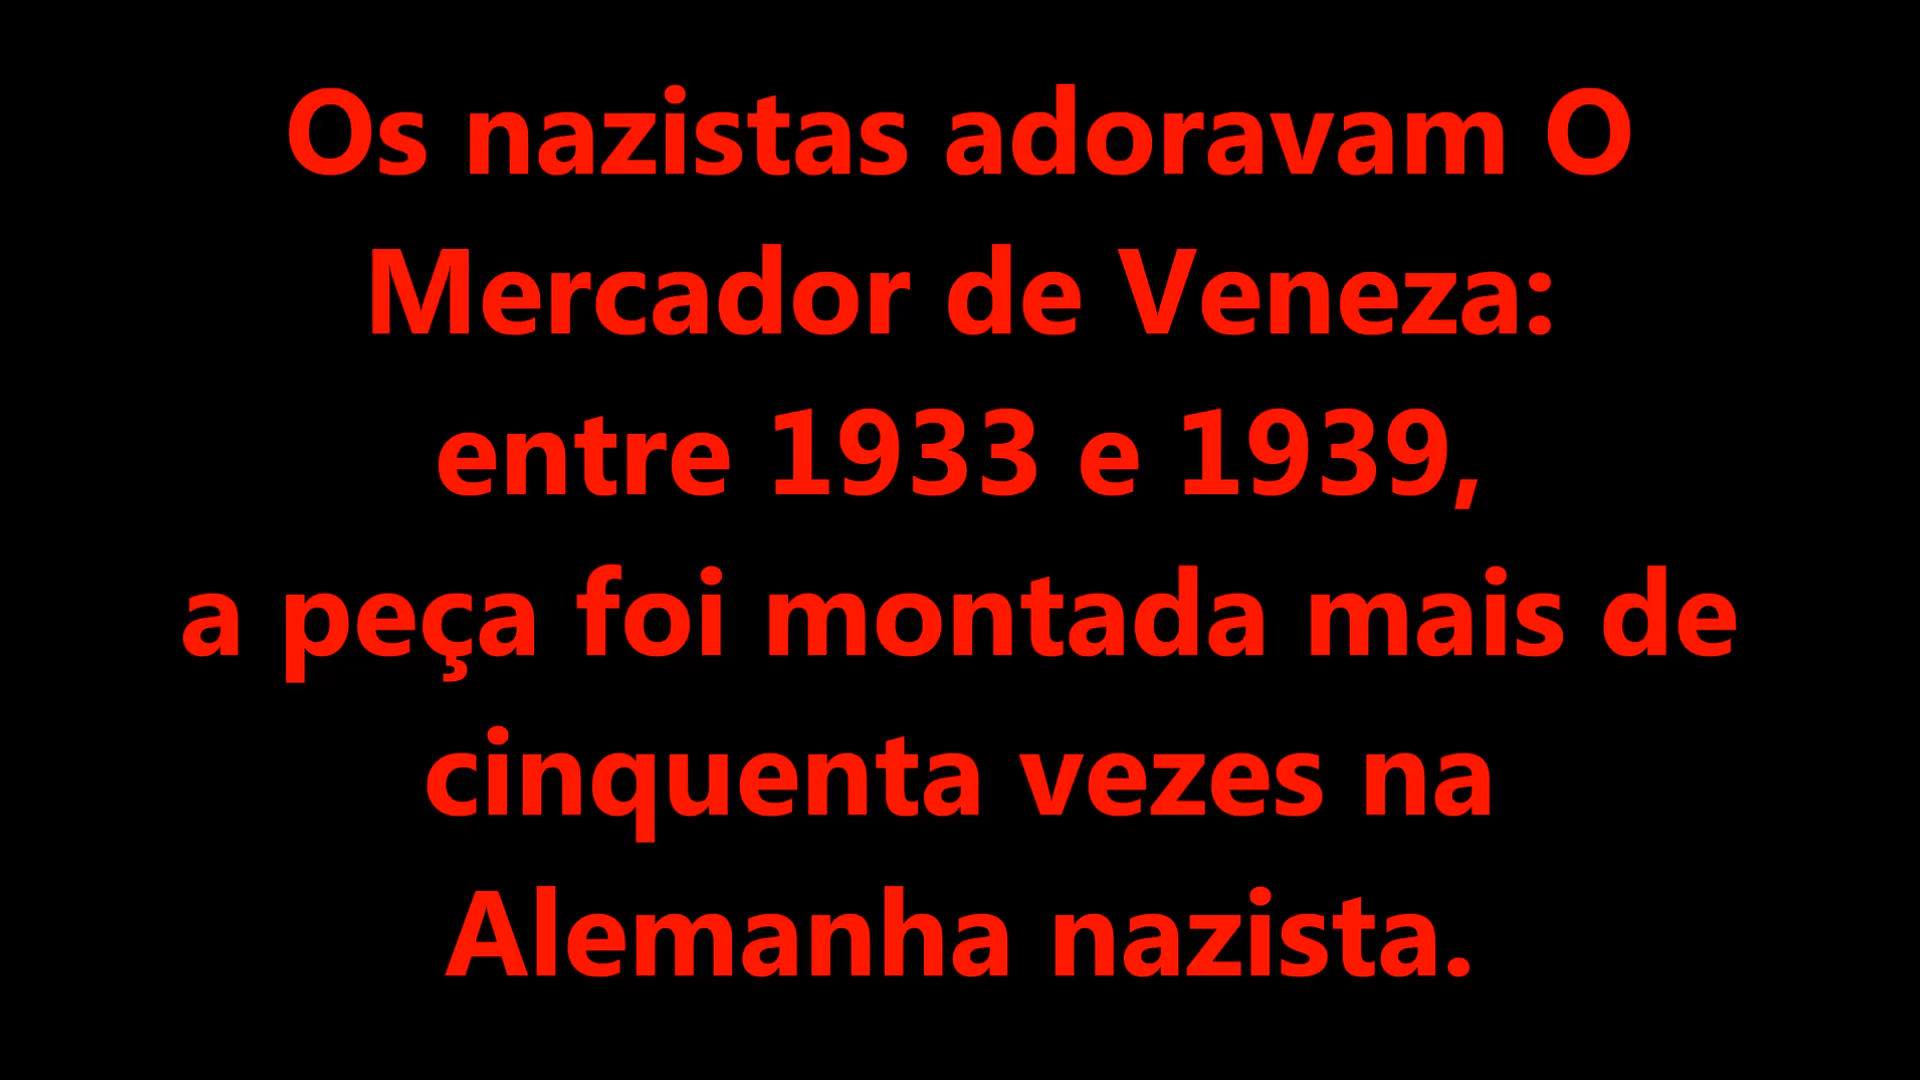 Os nazistas adoravam O
Mercador de Veneza:
entre 1933 e 1939,
a peça foi montada mais de
cinquenta vezes na
Alemanha nazista.